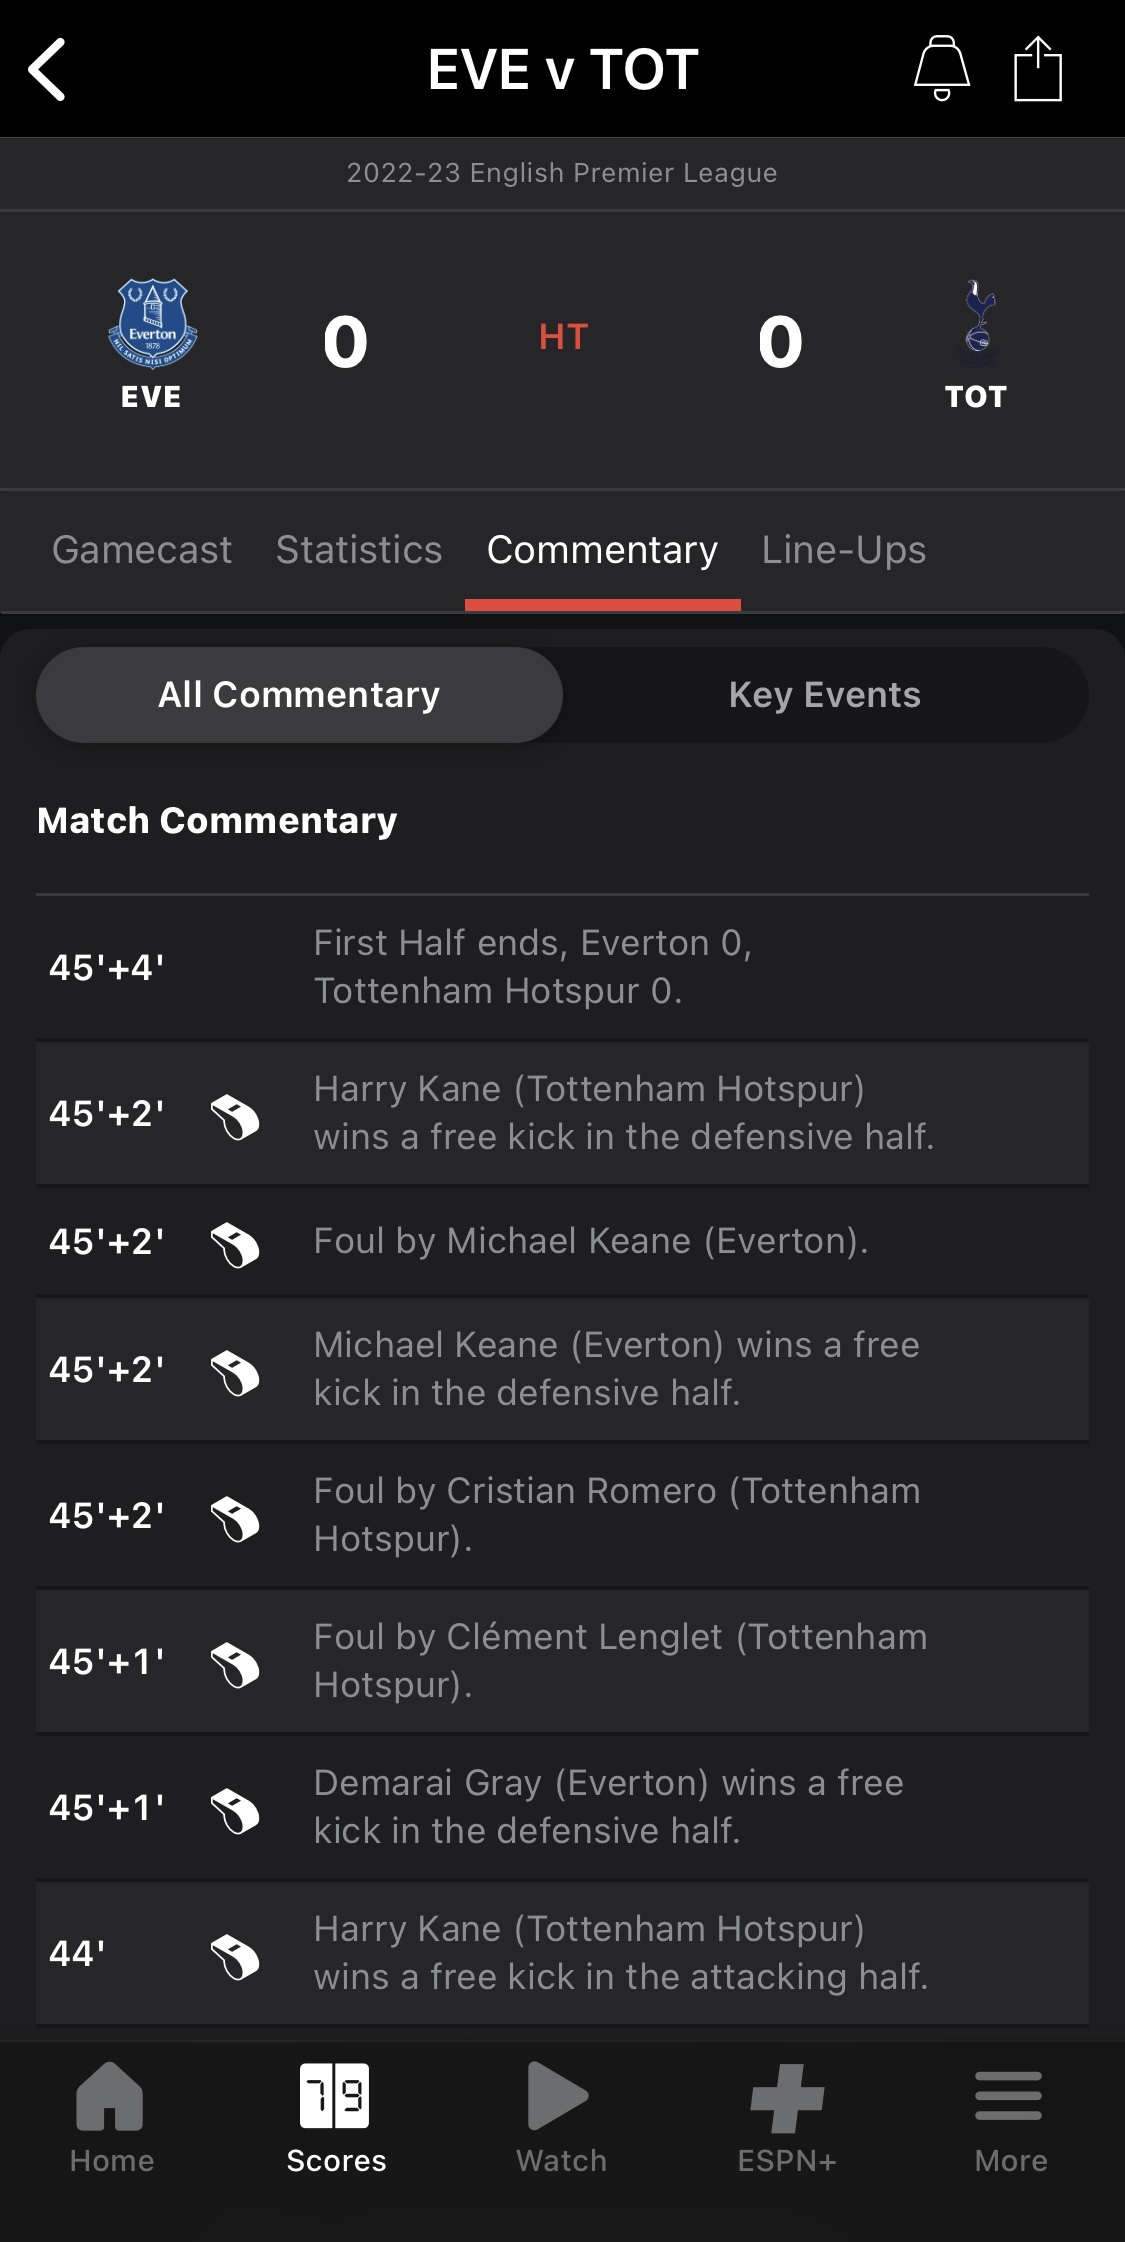 EVE v TOT
2022-23 English Premier League
Everton
1878
NIL SATIS NISI OPTIMUM
EVE
0
HT
0
TOT
Gamecast Statistics Commentary Line-Ups
All Commentary Key Events
Match Commentary
45'+4' First Half ends, Everton 0,
Tottenham Hotspur 0.
45'+2' Harry Kane (Tottenham Hotspur)
wins a free kick in the defensive half.
45'+2' Foul by Michael Keane (Everton).
45'+2' Michael Keane (Everton) wins a free
kick in the defensive half.
45'+2' Foul by Cristian Romero (Tottenham
Hotspur).
45'+1' Foul by Clément Lenglet (Tottenham
Hotspur).
45'+1' Demarai Gray (Everton) wins a free
kick in the defensive half.
44' Harry Kane (Tottenham Hotspur)
wins a free kick in the attacking half.
79
Home Scores Watch ESPN+ More